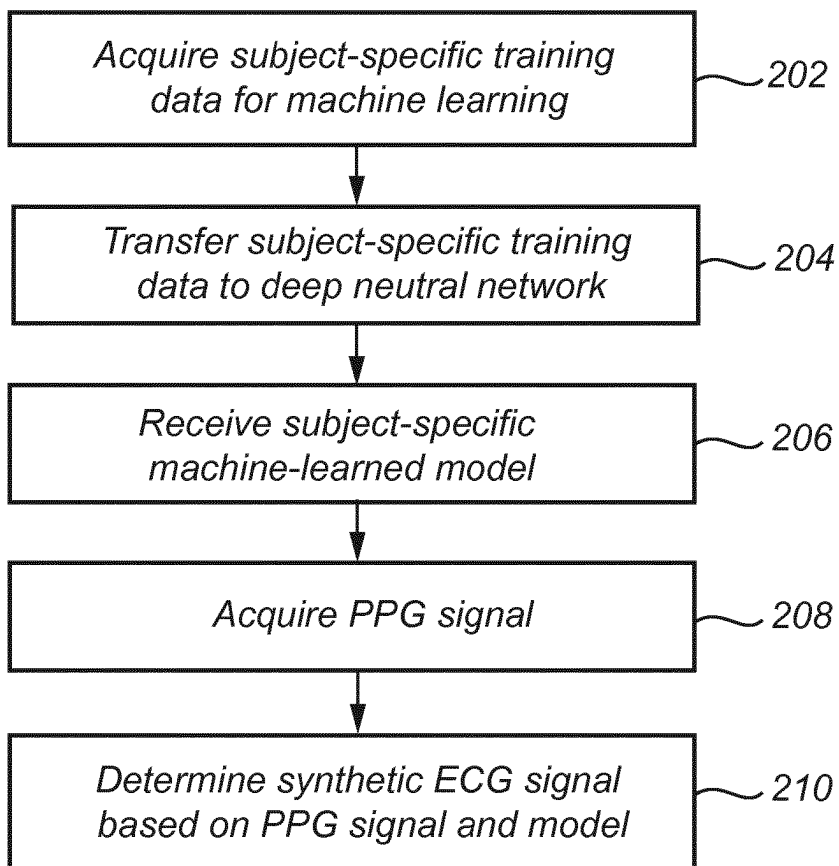 Acquire subject-specific training
data for machine learning
202
Transfer subject-specific training
data to deep neutral network
204
Receive subject-specific
machine-learned model
206
Acquire PPG signal
208
Determine synthetic ECG signal
based on PPG signal and model
210